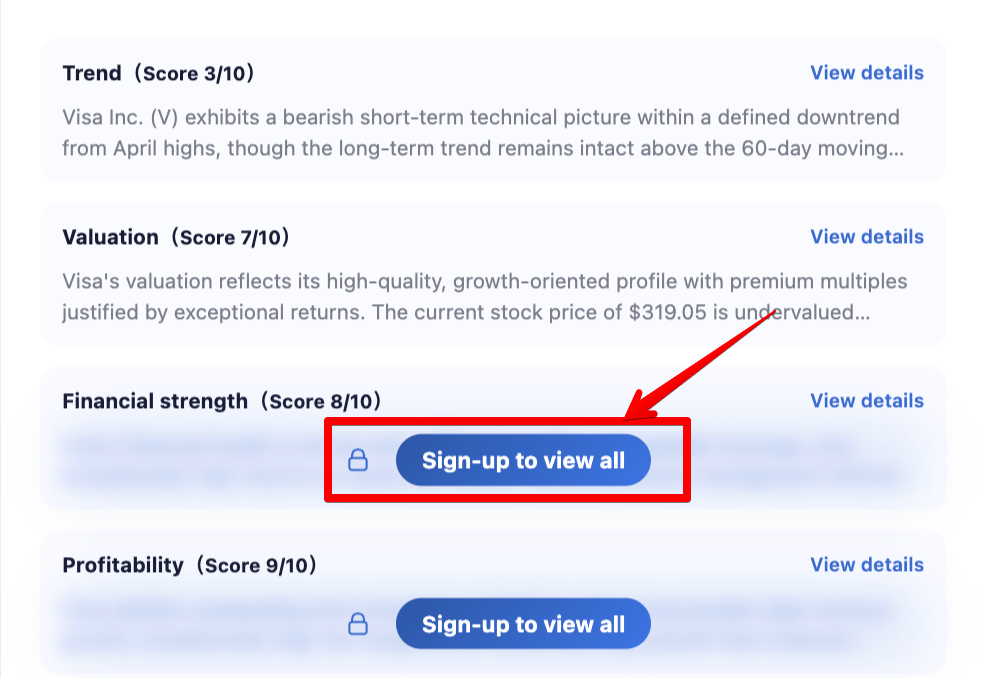 Trend (Score 3/10)
View details
Visa Inc. (V) exhibits a bearish short-term technical picture within a defined downtrend
from April highs, though the long-term trend remains intact above the 60-day moving...
Valuation (Score 7/10)
View details
Visa's valuation reflects its high-quality, growth-oriented profile with premium multiples
justified by exceptional returns. The current stock price of $319.05 is undervalued...
Financial strength (Score 8/10)
View details
Sign-up to view all
Profitability (Score 9/10)
View details
Sign-up to view all